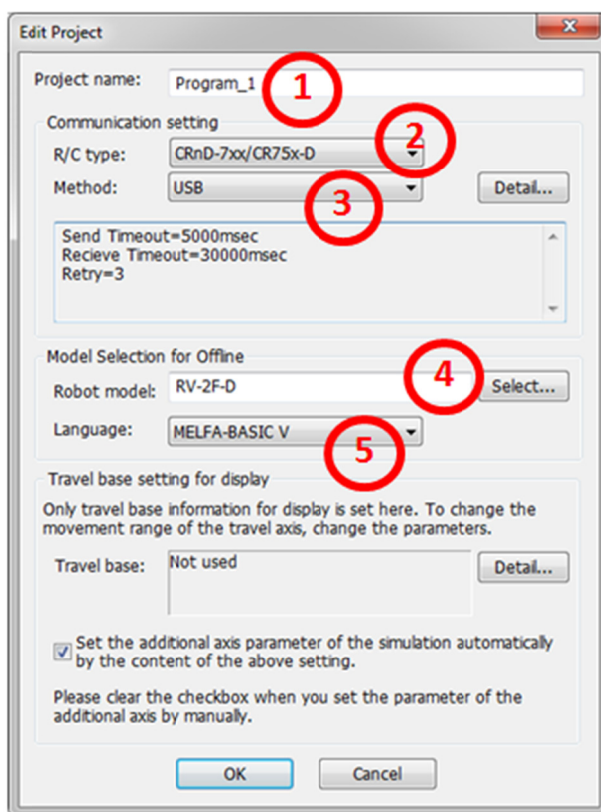 Edit Project
Project name: Program_1 1
Communication setting 2
R/C type: CRnD-7xx/CR75x-D
Method: USB Detail...
3
Send Timeout=5000msec
Recieve Timeout=30000msec
Retry=3
Model Selection for Offline
Robot model: RV-2F-D 4 Select...
Language: MELFA-BASIC V 5
Travel base setting for display
Only travel base information for display is set here. To change the
movement range of the travel axis, change the parameters.
Travel base: Not used Detail...
Set the additional axis parameter of the simulation automatically
by the content of the above setting.
Please clear the checkbox when you set the parameter of the
additional axis by manually.
OK Cancel